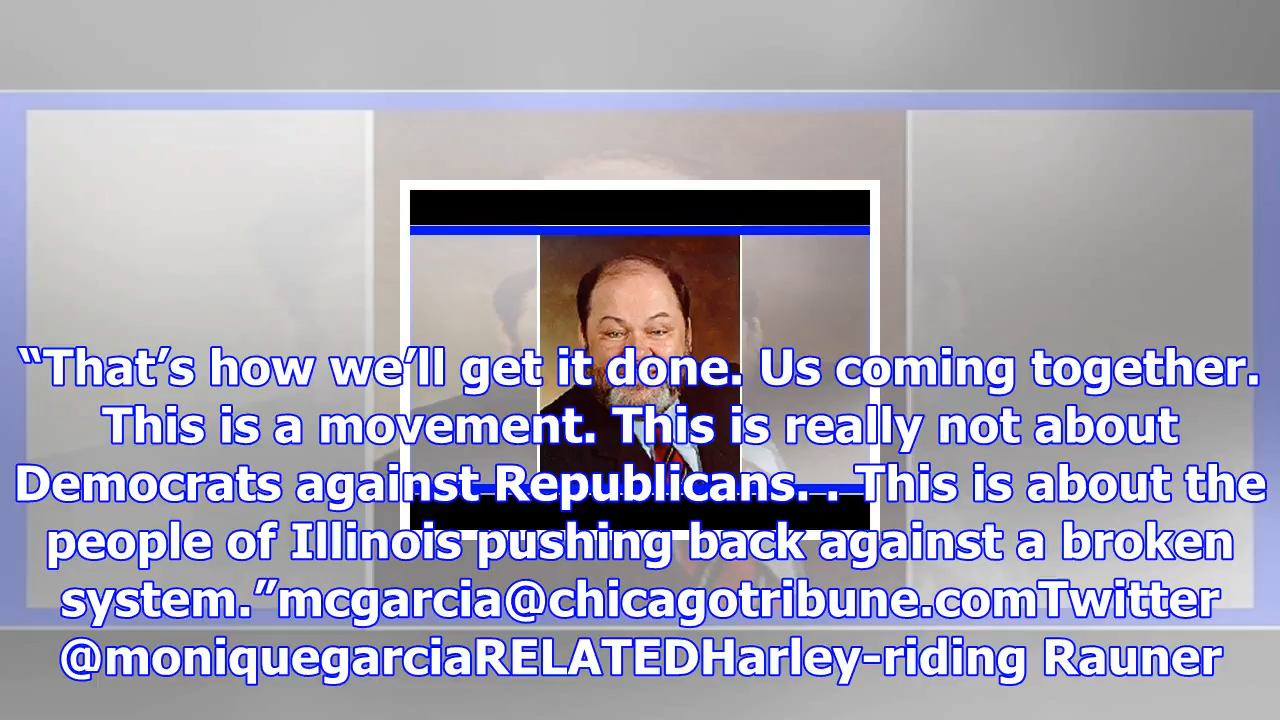 “That’s how we’ll get it done. Us coming together.
This is a movement. This is really not about
Democrats against Republicans. . This is about the
people of Illinois pushing back against a broken
system.”mcgarcia@chicagotribune.comTwitter
@moniquegarciaRELATEDHarley-riding Rauner